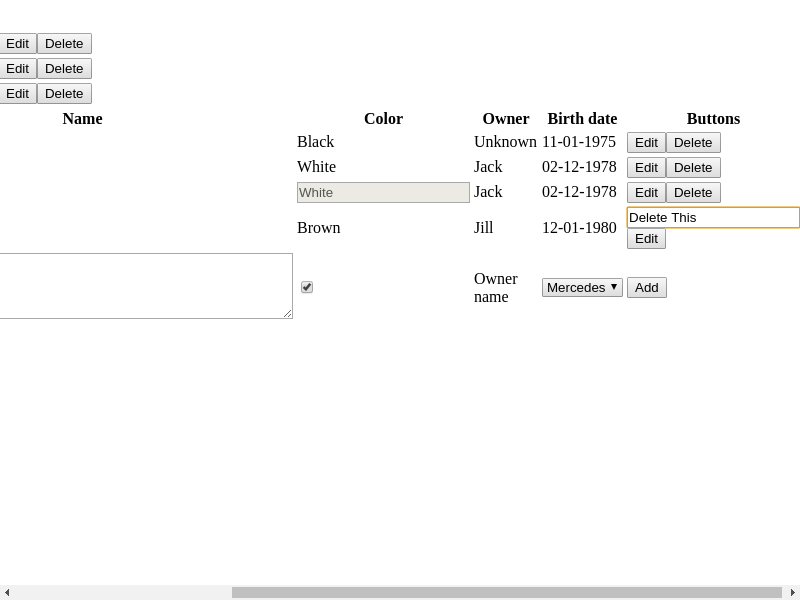 Edit Delete
Edit Delete
Edit Delete
Name Color Owner Birth date Buttons
Black Unknown 11-01-1975 Edit Delete
White Jack 02-12-1978 Edit Delete
White Jack 02-12-1978 Edit Delete
Brown Jill 12-01-1980 Delete This
Edit
Owner name Mercedes Add